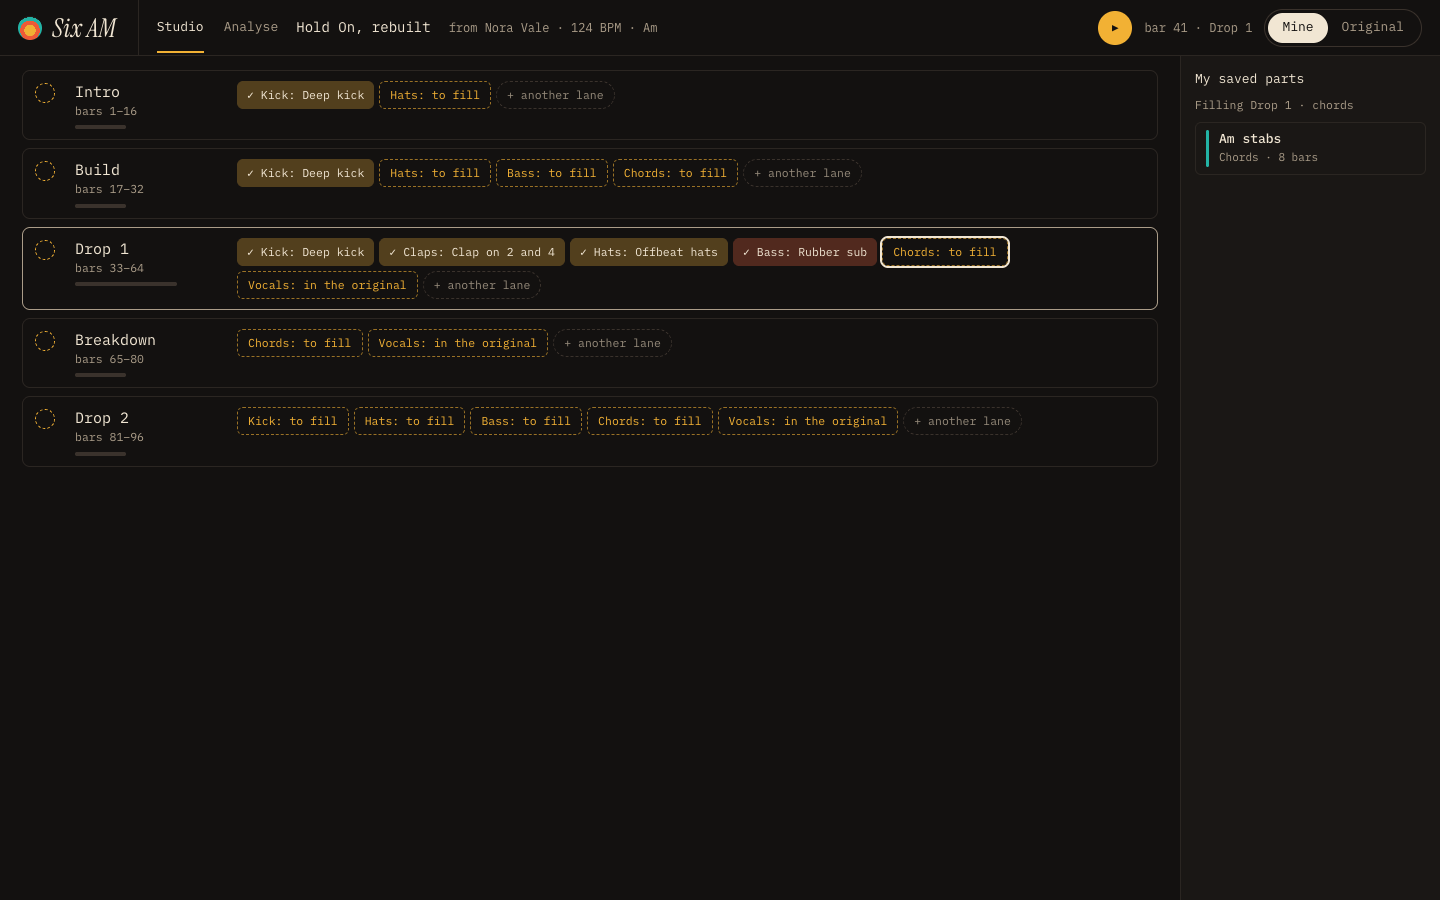 Six AM
Studio Analyse Hold On, rebuilt from Nora Vale · 124 BPM · Am
bar 41 · Drop 1 Mine Original
Intro
bars 1–16
✓ Kick: Deep kick Hats: to fill + another lane
Build
bars 17–32
✓ Kick: Deep kick Hats: to fill Bass: to fill Chords: to fill + another lane
Drop 1
bars 33–64
✓ Kick: Deep kick ✓ Claps: Clap on 2 and 4 ✓ Hats: Offbeat hats ✓ Bass: Rubber sub Chords: to fill
Vocals: in the original + another lane
Breakdown
bars 65–80
Chords: to fill Vocals: in the original + another lane
Drop 2
bars 81–96
Kick: to fill Hats: to fill Bass: to fill Chords: to fill Vocals: in the original + another lane
My saved parts
Filling Drop 1 · chords
Am stabs
Chords · 8 bars